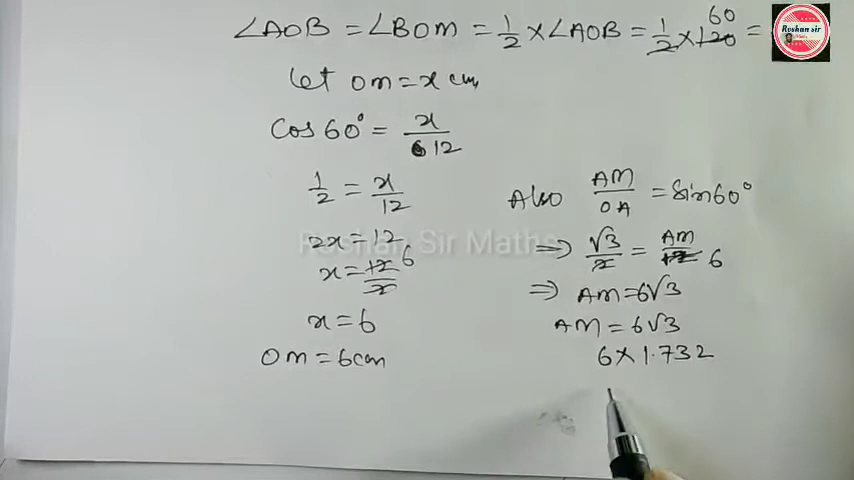 ∠AOB = ∠BOM = 1/2 × ∠AOB = 1/2 × 120 60 =
Roshan sir
Let OM = x cm,
Cos 60° = x/12
1/2 = x/12
2x = 12
x = 12/2 6
x = 6
OM = 6cm
Also AM/OA = Sin 60°
⇒ √3/2 = AM/12 6
⇒ AM = 6√3
AM = 6√3
6 × 1.732
Roshan Sir Maths